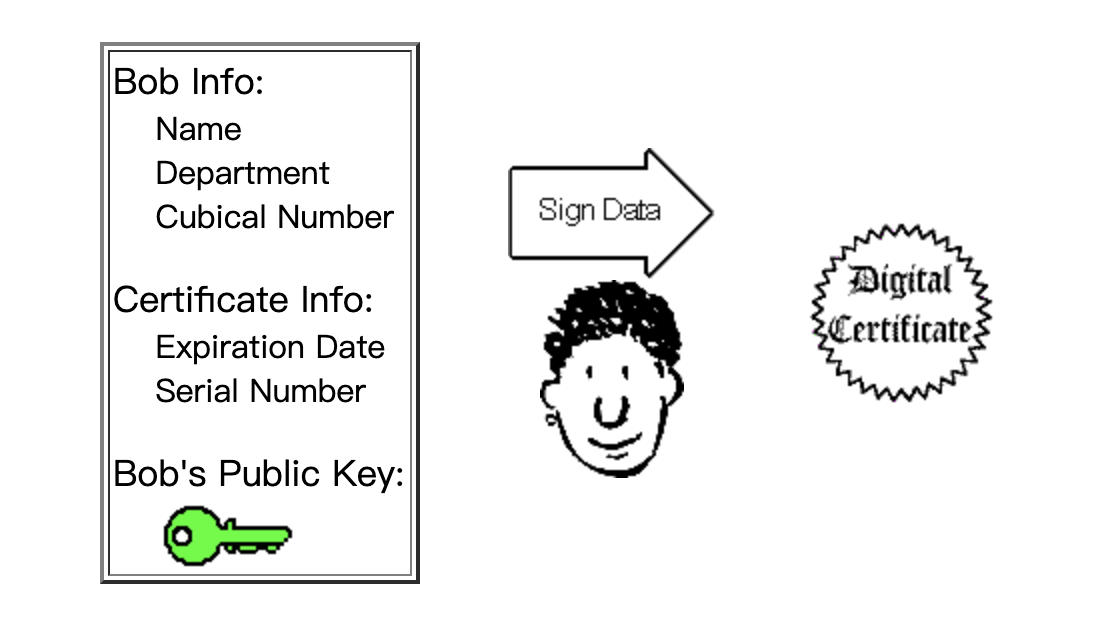 Bob Info:
Name
Department
Cubical Number
Certificate Info:
Expiration Date
Serial Number
Bob's Public Key:
Sign Data
Digital
Certificate